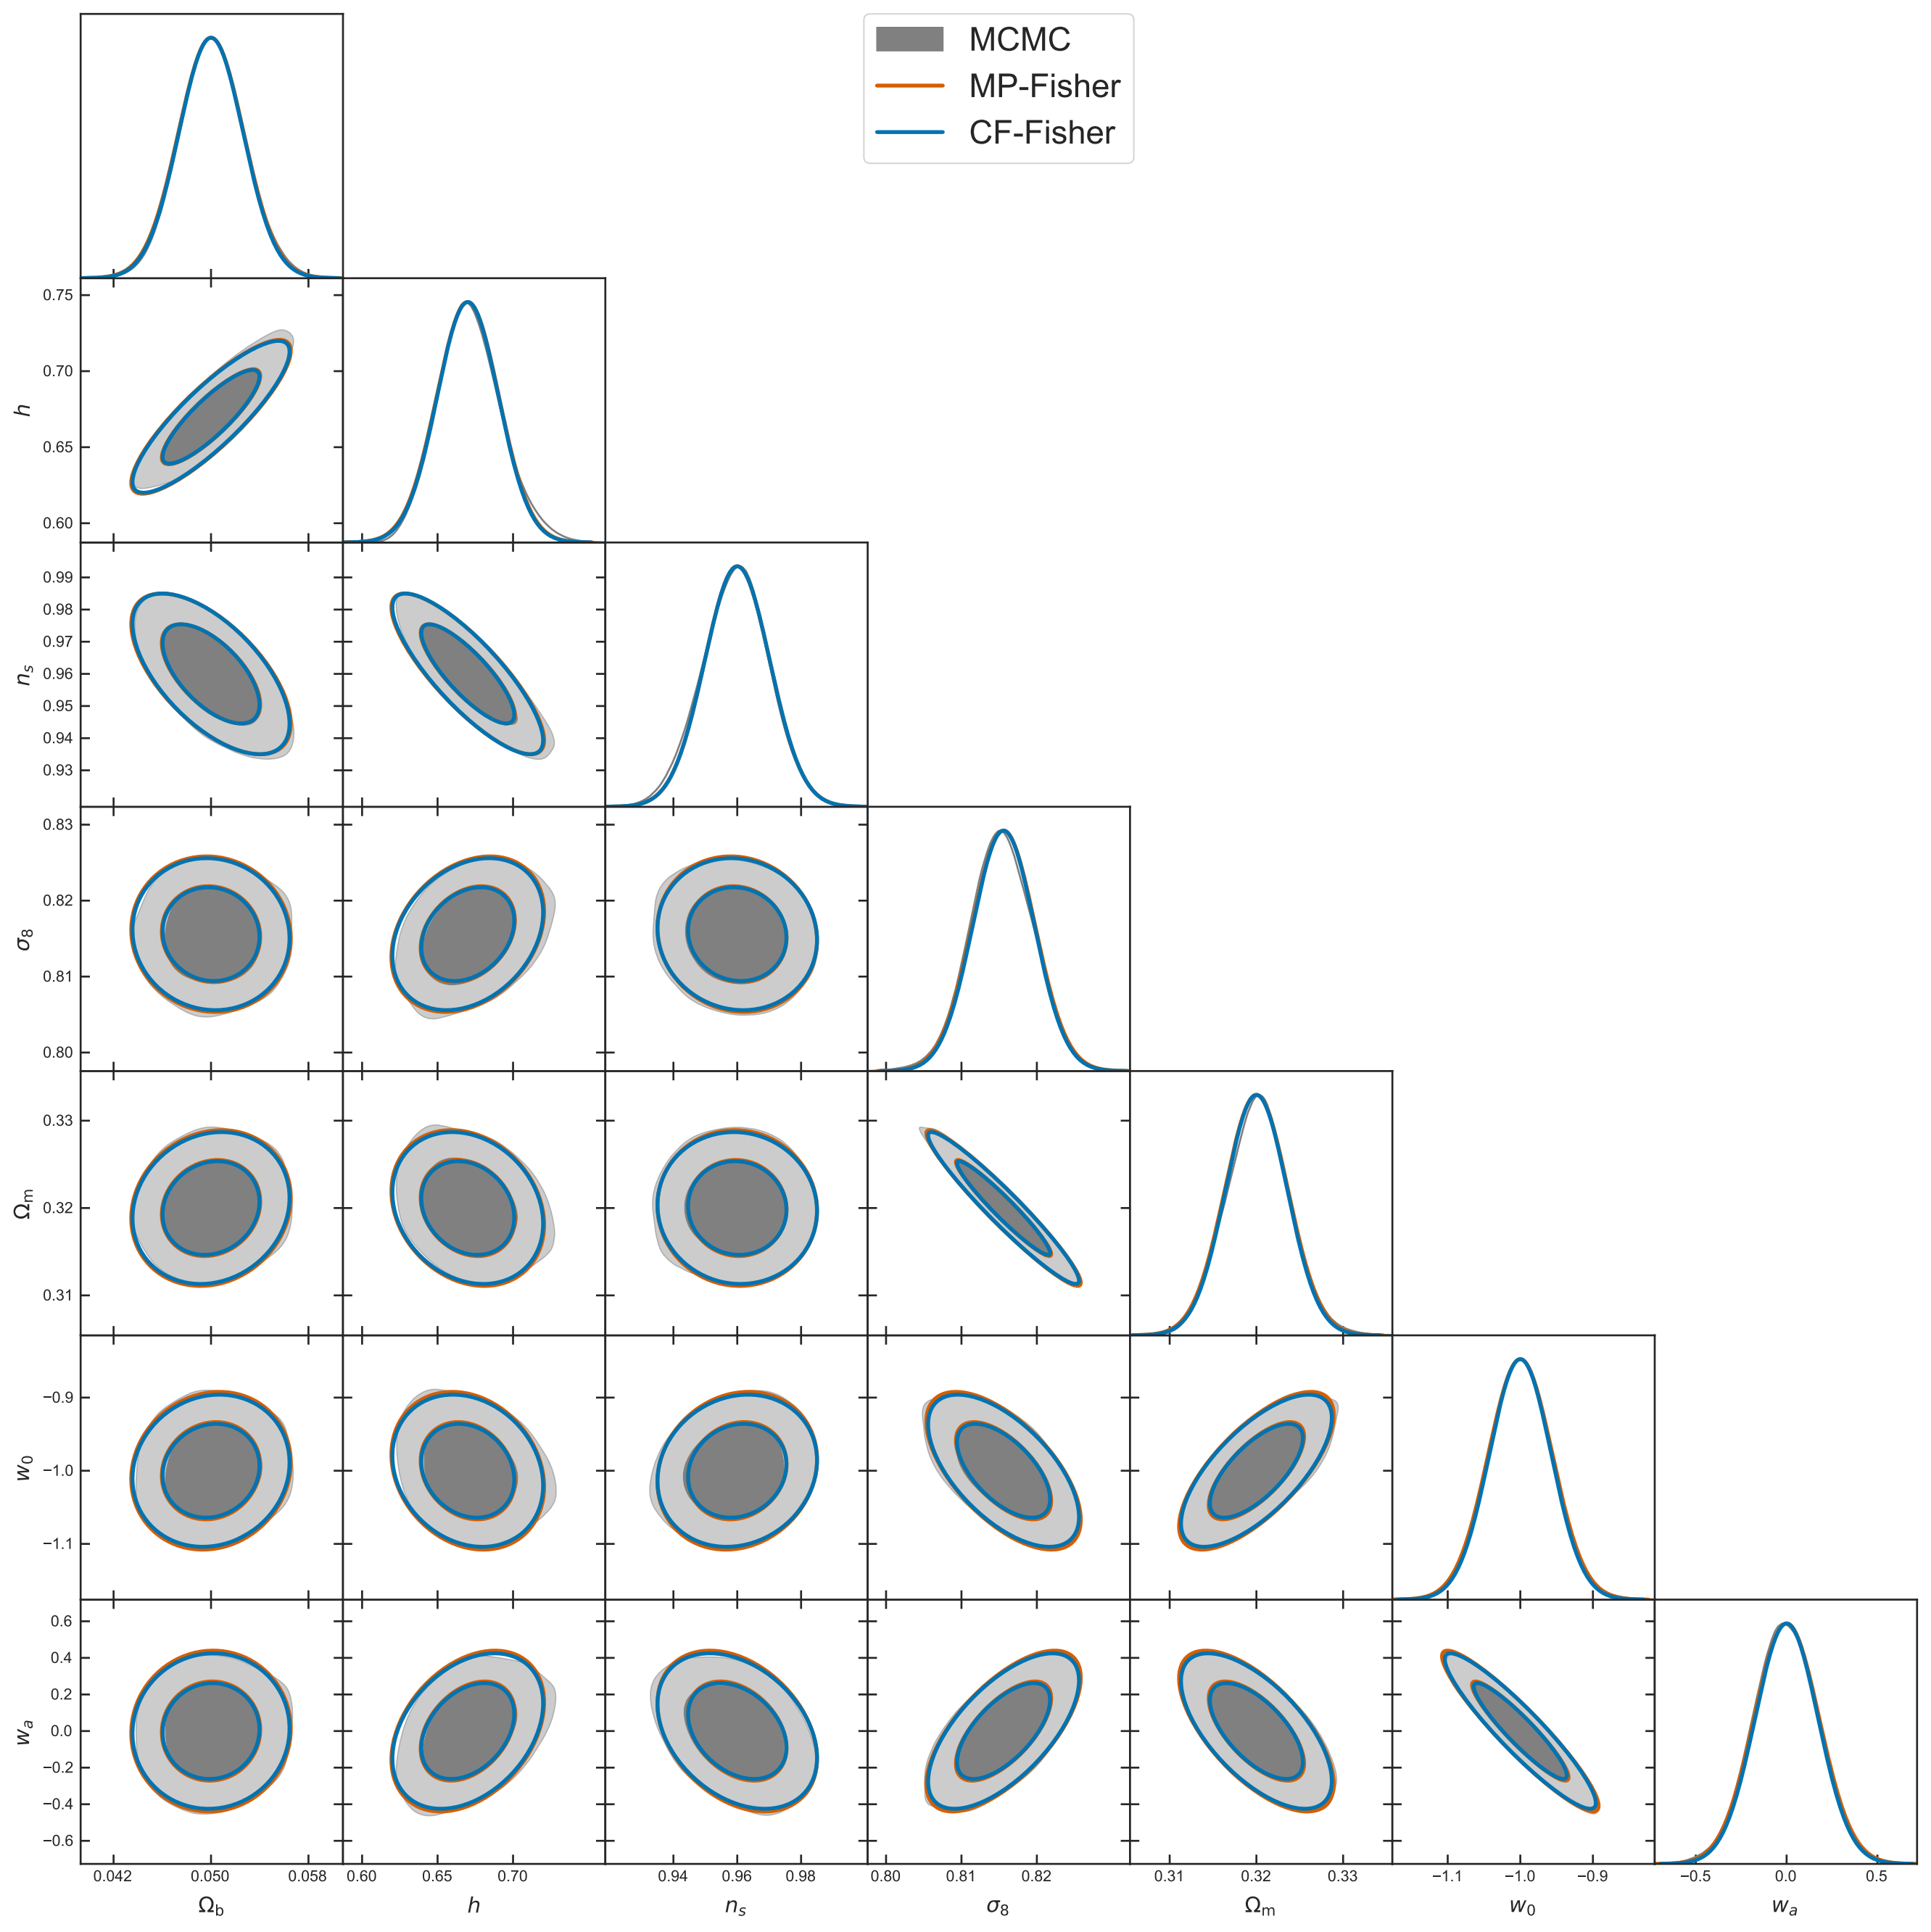 MCMC
MP-Fisher
CF-Fisher
0.75
0.70
0.65
0.60
h
0.99
0.98
0.97
0.96
0.95
0.94
0.93
n_s
0.83
0.82
0.81
0.80
σ_8
0.33
0.32
0.31
Ω_m
−0.9
−1.0
−1.1
w_0
0.6
0.4
0.2
0.0
−0.2
−0.4
−0.6
w_a
0.042 0.050 0.058 0.60 0.65 0.70 0.94 0.96 0.98 0.80 0.81 0.82 0.31 0.32 0.33 −1.1 −1.0 −0.9 −0.5 0.0 0.5
Ω_b h n_s σ_8 Ω_m w_0 w_a